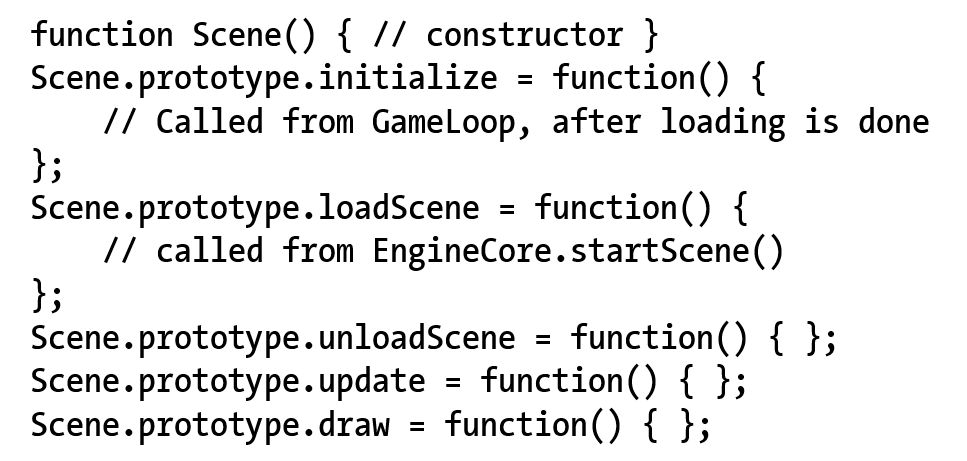 function Scene() { // constructor }
Scene.prototype.initialize = function() {
    // Called from GameLoop, after loading is done
};
Scene.prototype.loadScene = function() {
    // called from EngineCore.startScene()
};
Scene.prototype.unloadScene = function() { };
Scene.prototype.update = function() { };
Scene.prototype.draw = function() { };